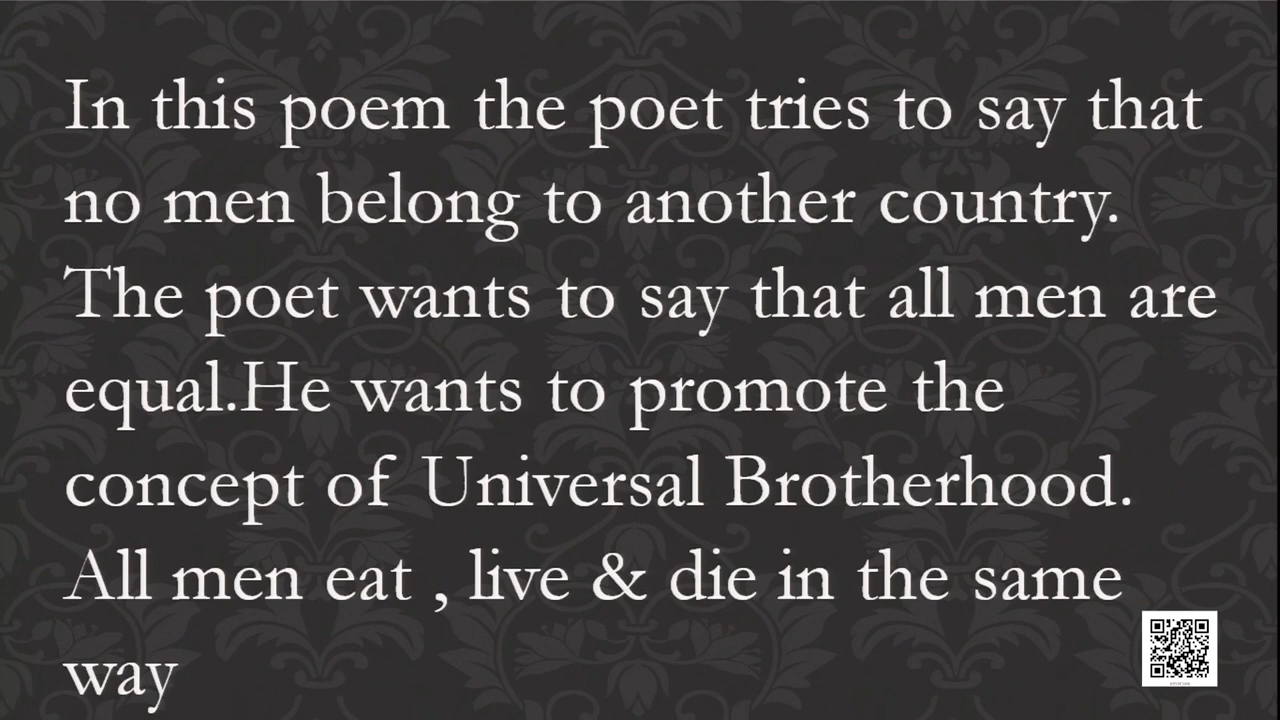 In this poem the poet tries to say that
no men belong to another country.
The poet wants to say that all men are
equal.He wants to promote the
concept of Universal Brotherhood.
All men eat , live & die in the same
way